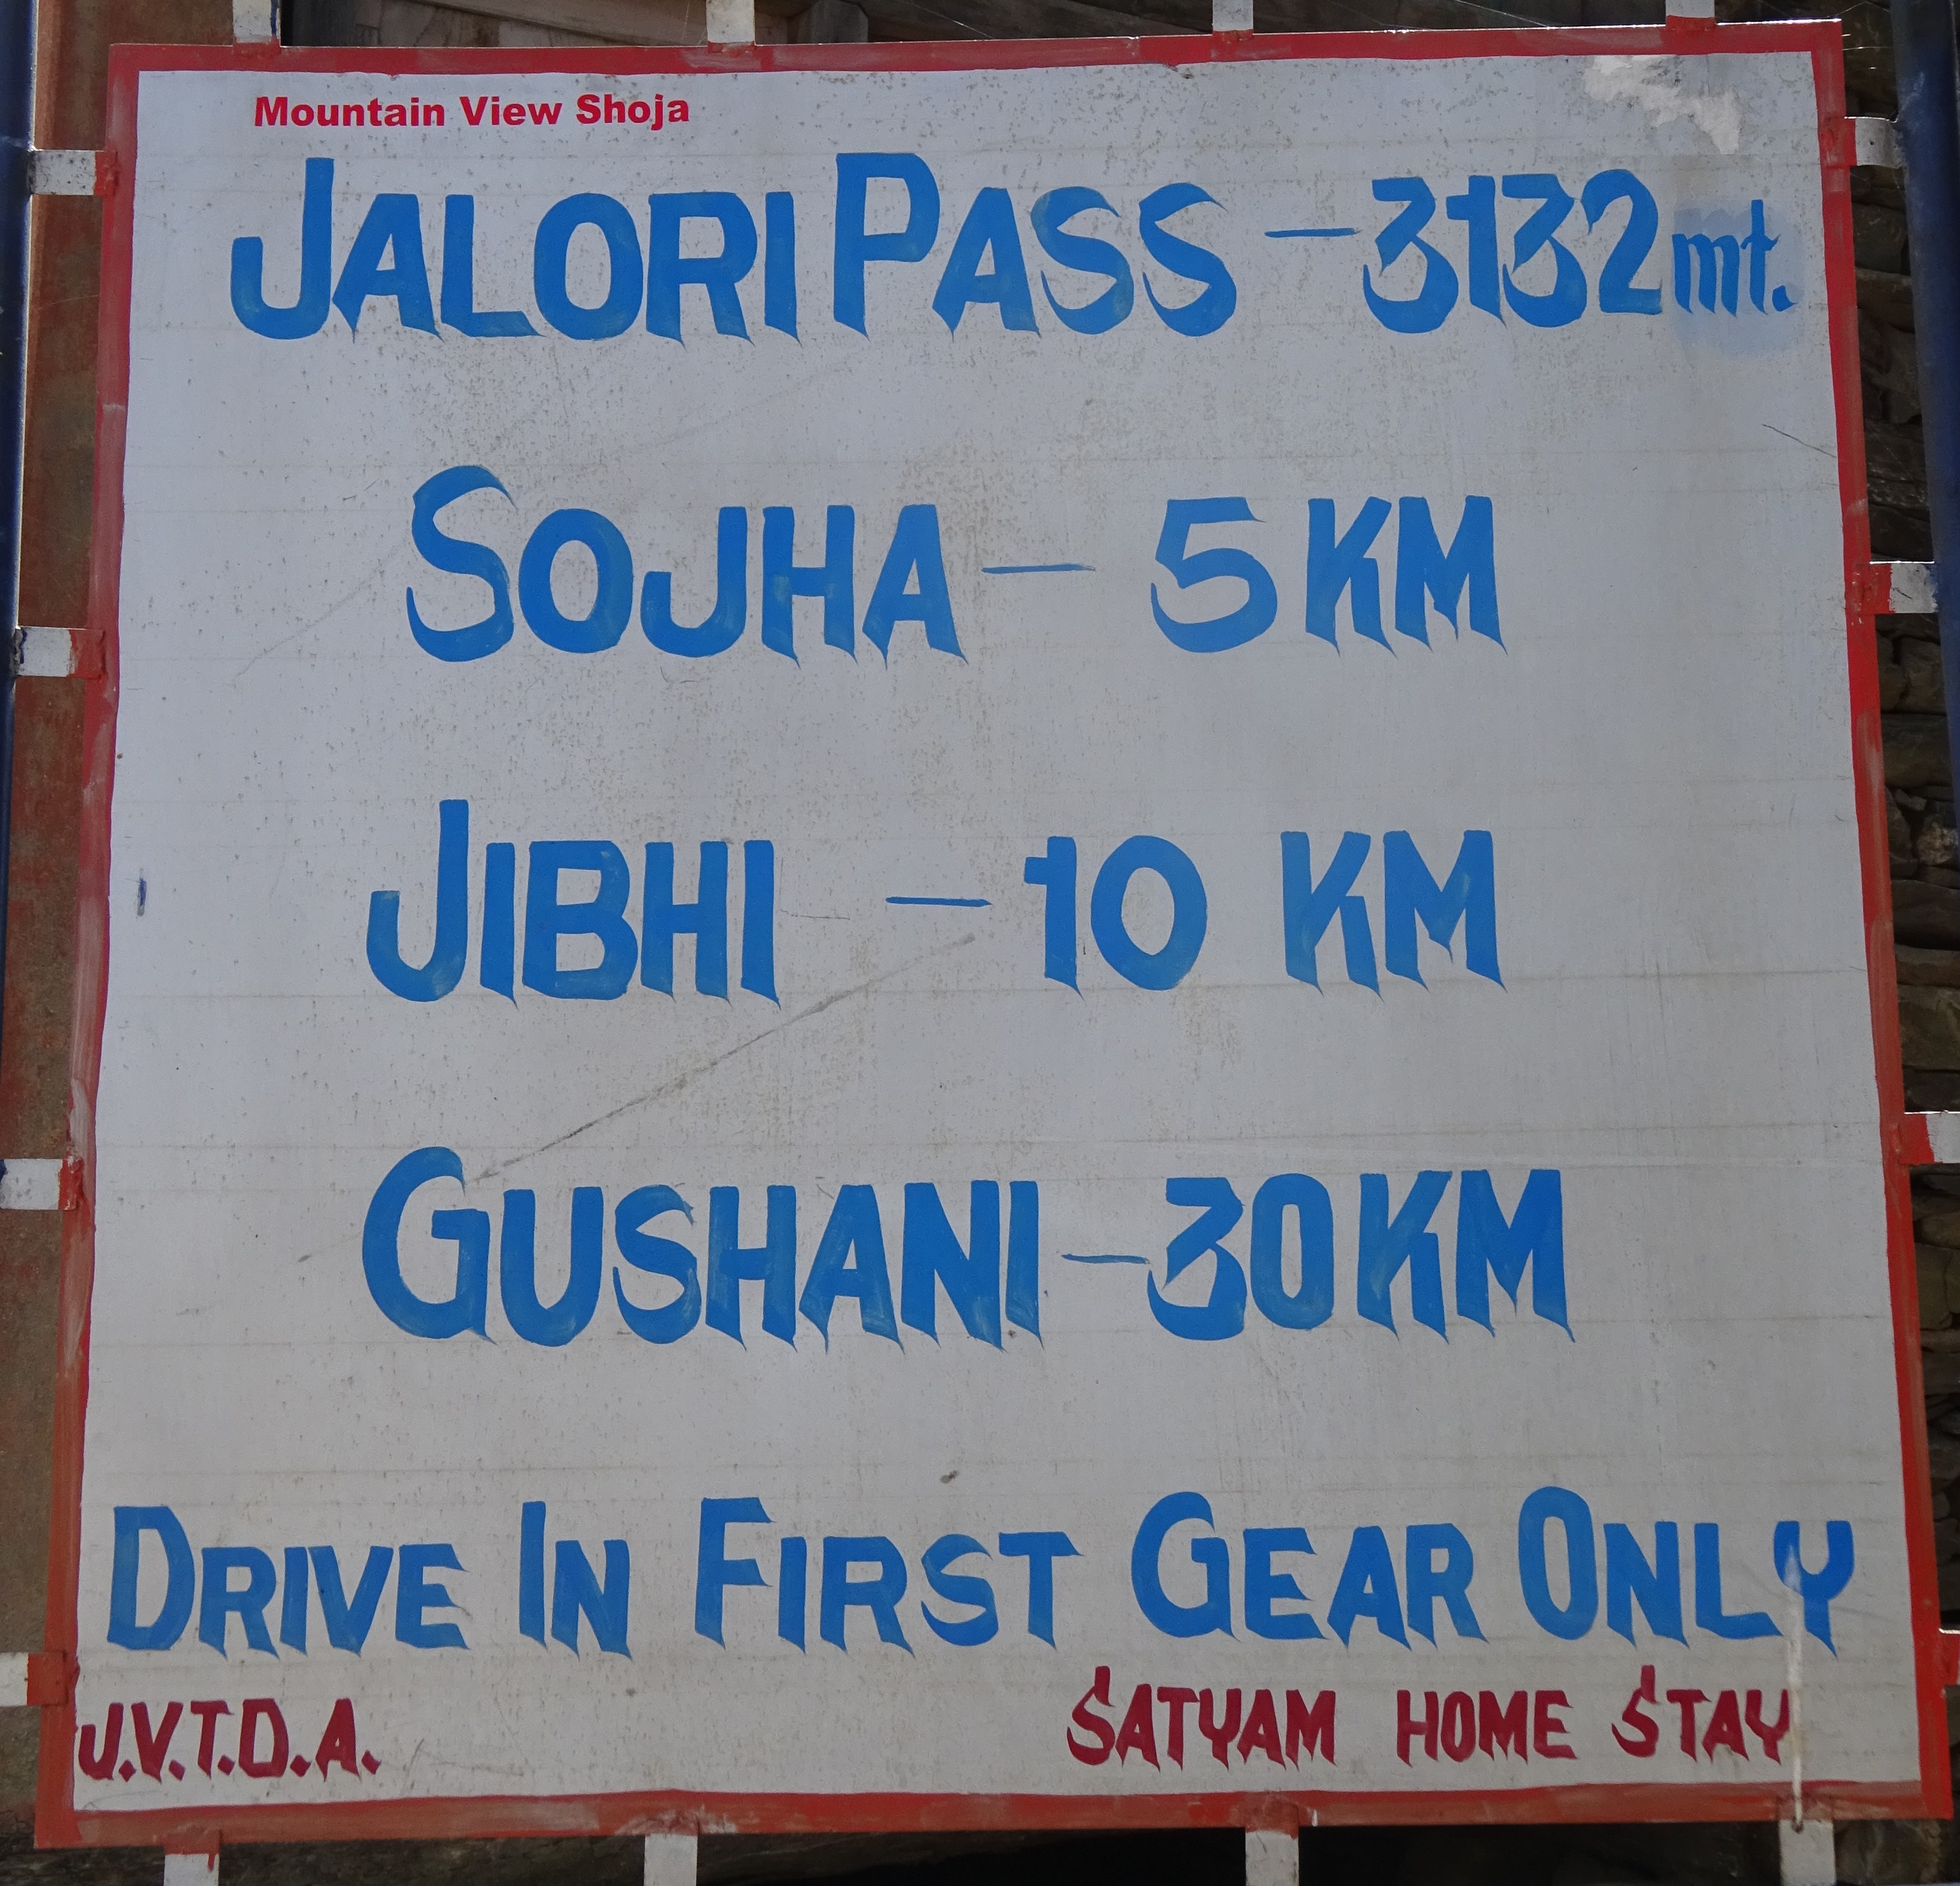 Mountain View Shoja
JALORI PASS - 3132 mt.
SOJHA - 5 KM
JIBHI - 10 KM
GUSHANI - 30 KM
DRIVE IN FIRST GEAR ONLY
J.V.T.D.A. SATYAM HOME STAY